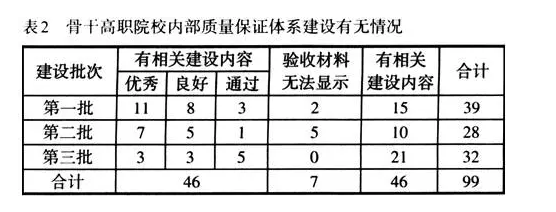 表2 骨干高职院校内部质量保证体系建设有无情况
建设批次 有相关建设内容 验收材料无法显示 有相关建设内容 合计
优秀 良好 通过
第一批 11 8 3 2 15 39
第二批 7 5 1 5 10 28
第三批 3 3 5 0 21 32
合计 46 7 46 99